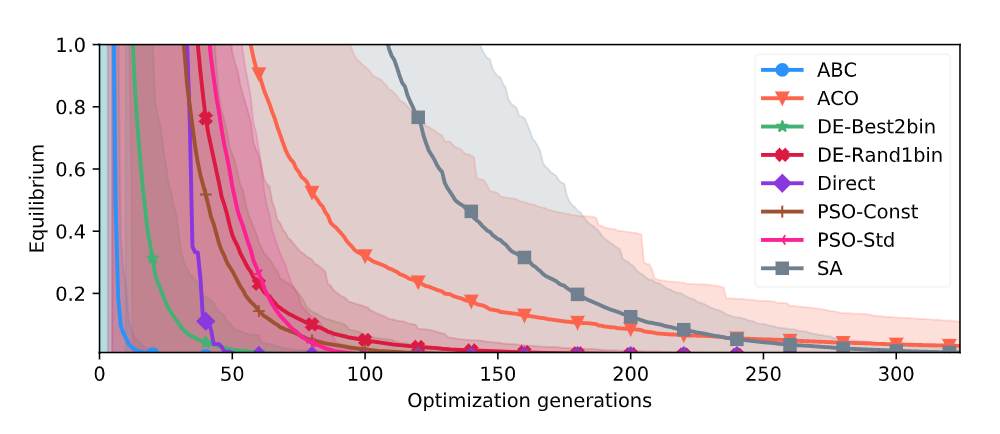 1.0
0.8
0.6
0.4
0.2
Equilibrium
0 50 100 150 200 250 300
Optimization generations
ABC
ACO
DE-Best2bin
DE-Rand1bin
Direct
PSO-Const
PSO-Std
SA